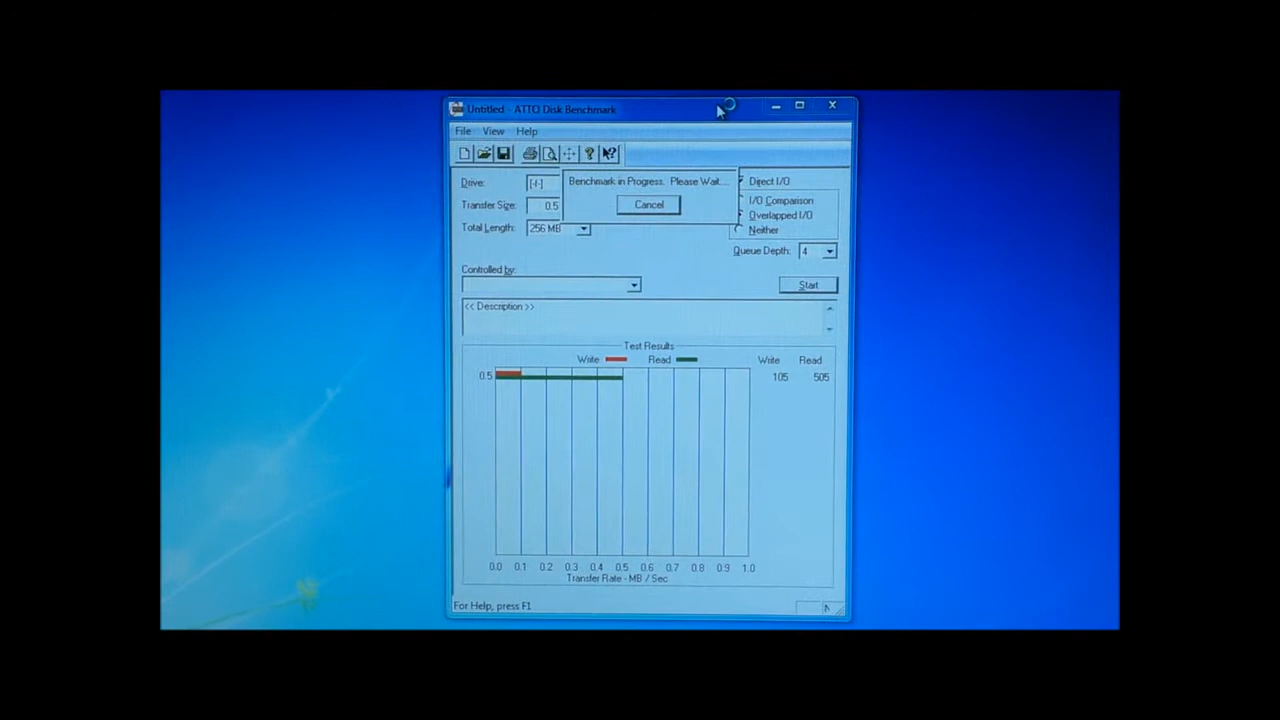 Untitled - ATTO Disk Benchmark
File View Help
Benchmark in Progress. Please Wait...
Cancel
Drive:
Transfer Size: 0.5
Total Length: 256 MB
Direct I/O
I/O Comparison
Overlapped I/O
Neither
Queue Depth: 4
Controlled by:
Start
<< Description >>
Test Results
Write Read Write Read
0.5 105 505
0.0 0.1 0.2 0.3 0.4 0.5 0.6 0.7 0.8 0.9 1.0
Transfer Rate - MB / Sec
For Help, press F1